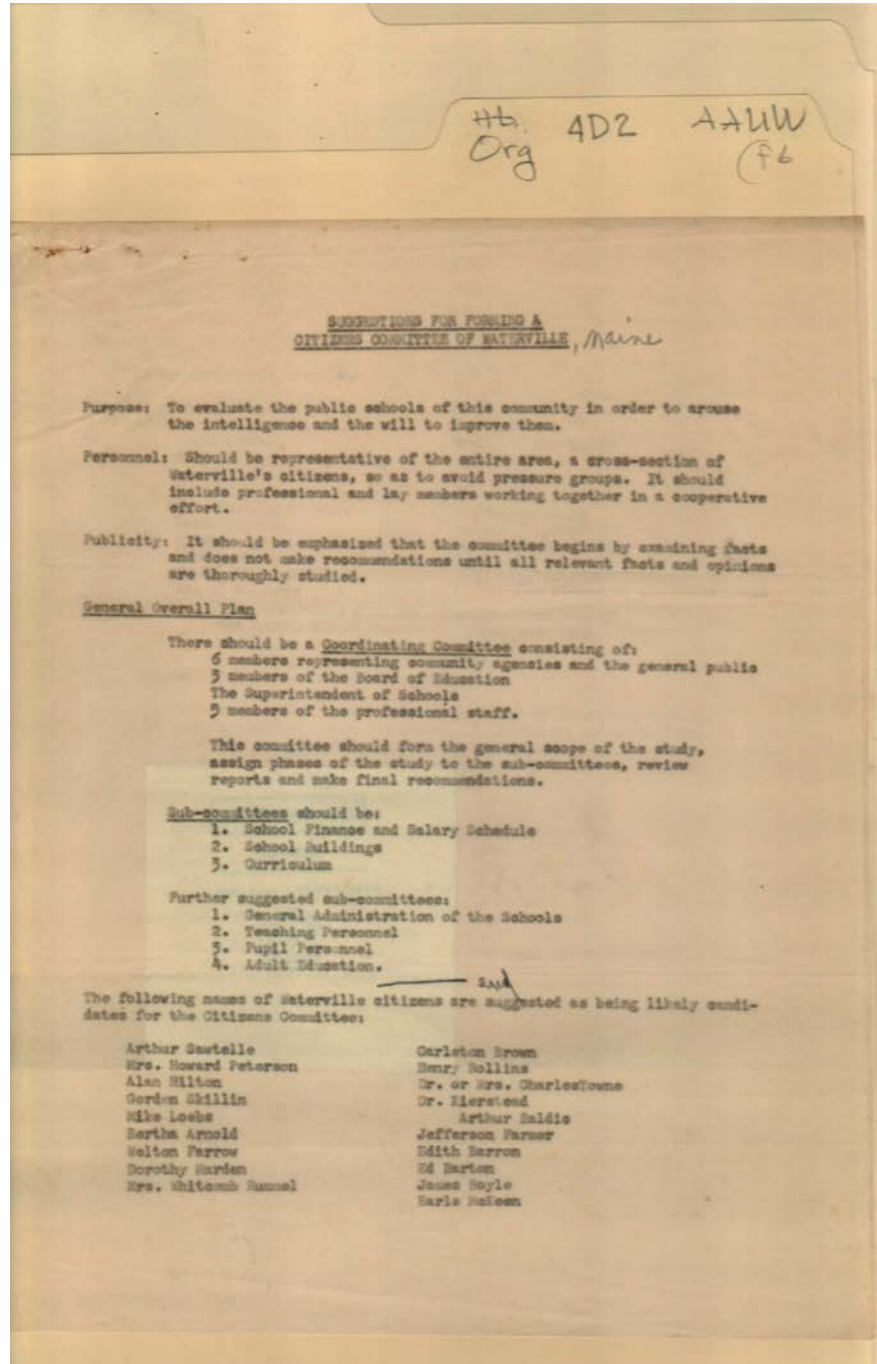 Org 4D2 AAUW
SUGGESTIONS FOR FORMING A
CITIZENS COMMITTEE OF WATERVILLE, Maine
Purpose: To evaluate the public schools of this community in order to arouse
the intelligence and the will to improve them.
Personnel: Should be representative of the entire area, a cross-section of
Waterville's citizens, so as to avoid pressure groups. It should
include professional and lay members working together in a cooperative
effort.
Publicity: It should be emphasized that the committee begins by examining facts
and does not make recommendations until all relevant facts and opinions
are thoroughly studied.
General Overall Plan
There should be a Coordinating Committee consisting of:
6 members representing community agencies and the general public
3 members of the Board of Education
The Superintendent of Schools
5 members of the professional staff.
This committee should form the general scope of the study,
assign phases of the study to the sub-committees, review
reports and make final recommendations.
Sub-committees should be:
1. School Finance and Salary Schedule
2. School Buildings
3. Curriculum
Further suggested sub-committees:
1. General Administration of the Schools
2. Teaching Personnel
3. Pupil Personnel
4. Adult Education.
The following names of Waterville citizens are suggested as being likely candi-
dates for the Citizens Committee:
Arthur Sawtelle
Mrs. Howard Peterson
Alan Hilton
Gordon Skillin
Mike Loebs
Bertha Arnold
Welton Farrow
Dorothy Marden
Mrs. Whitcomb Rummel
Carleton Brown
Henry Rollins
Dr. or Mrs. CharlesTowne
Dr. Kierstead
Arthur
Jefferson Farmer
Edith Barron
Ed Barton
James Boyle
Earle McKeen